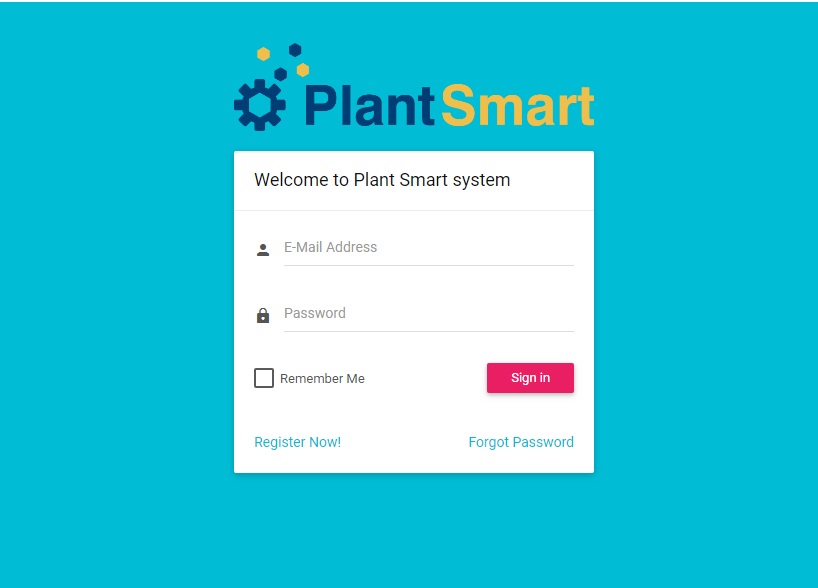 PlantSmart
Welcome to Plant Smart system
E-Mail Address
Password
Remember Me
Sign in
Register Now!
Forgot Password